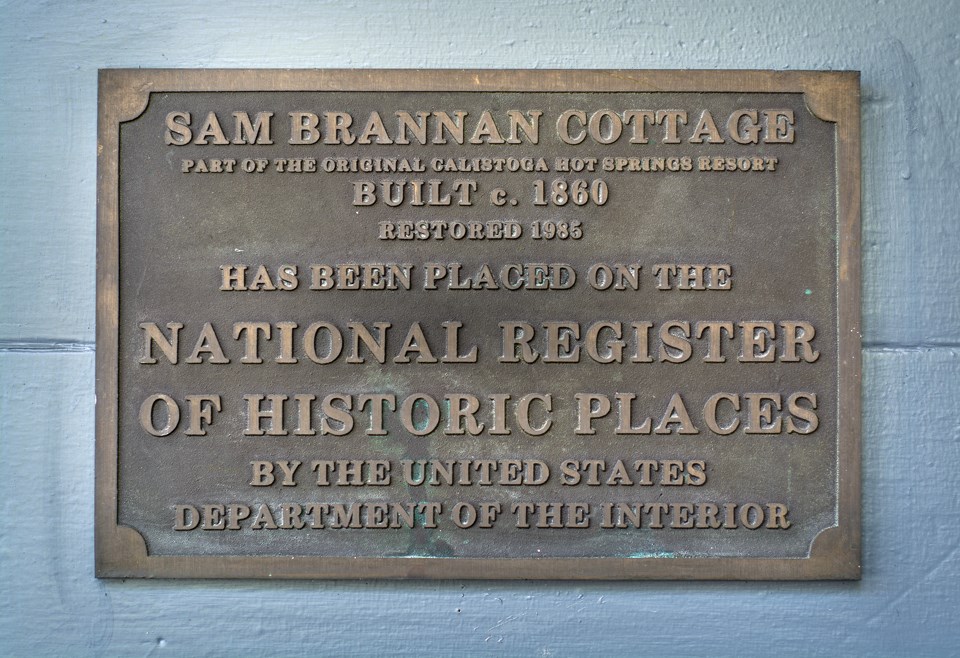 SAM BRANNAN COTTAGE
PART OF THE ORIGINAL CALISTOGA HOT SPRINGS RESORT
BUILT c. 1860
RESTORED 1985
HAS BEEN PLACED ON THE
NATIONAL REGISTER
OF HISTORIC PLACES
BY THE UNITED STATES
DEPARTMENT OF THE INTERIOR